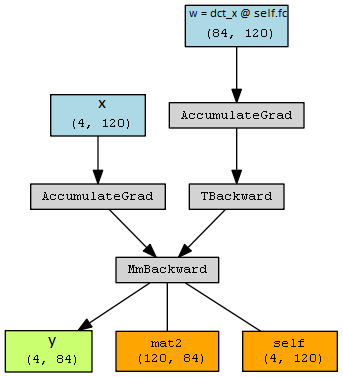 w = dct_x @ self.fc
(84, 120)
x
(4, 120)
AccumulateGrad
AccumulateGrad
TBackward
MmBackward
y
(4, 84)
mat2
(120, 84)
self
(4, 120)